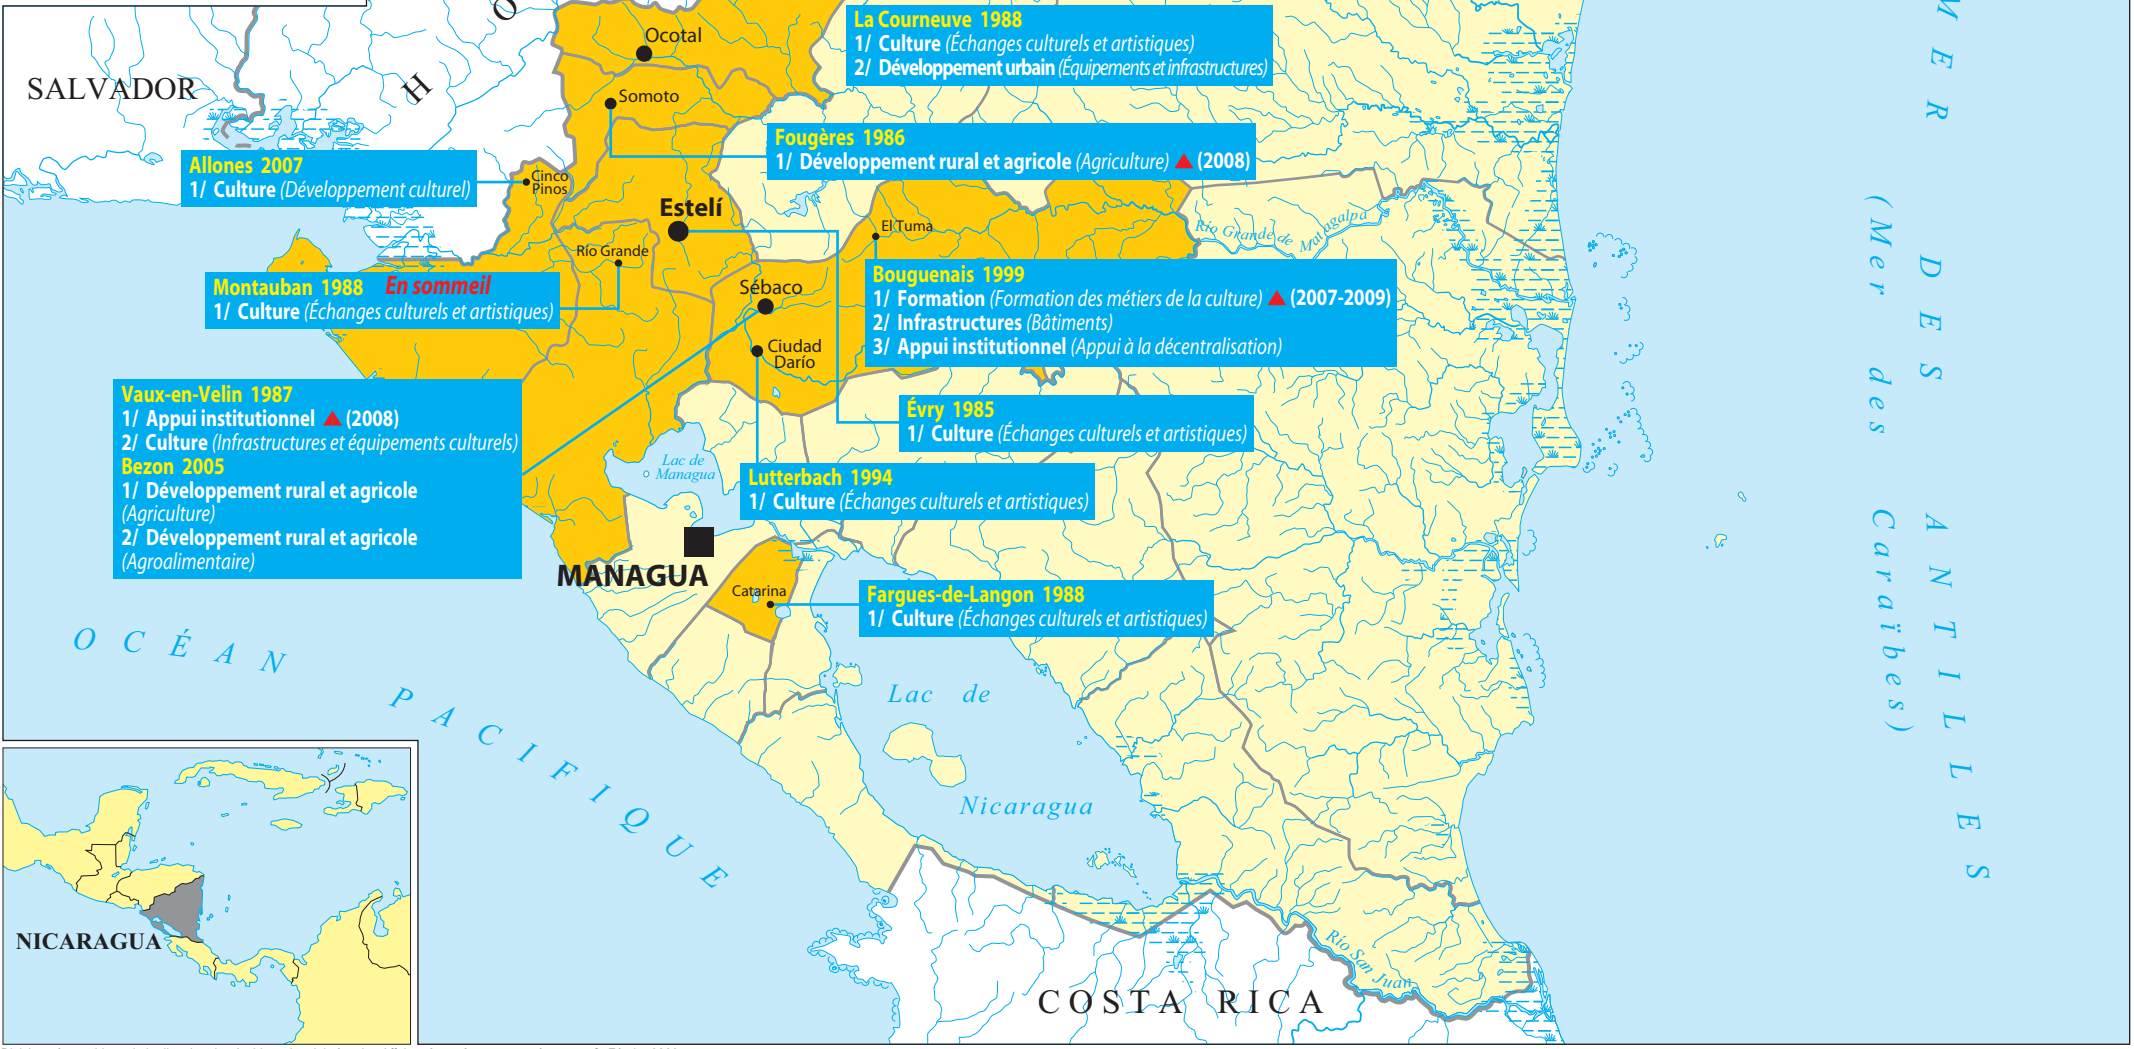 La Courneuve 1988
1/ Culture (Échanges culturels et artistiques)
2/ Développement urbain (Équipements et infrastructures)
Ocotal
SALVADOR
H O
Somoto
Fougères 1986
1/ Développement rural et agricole (Agriculture) ▲ (2008)
Allones 2007
1/ Culture (Développement culturel)
Cinco
Pinos
Estelí
El Tuma
Río Grande de Matagalpa
Río Grande
Montauban 1988 En sommeil
1/ Culture (Échanges culturels et artistiques)
Sébaco
Bouguenais 1999
1/ Formation (Formation des métiers de la culture) ▲ (2007-2009)
2/ Infrastructures (Bâtiments)
3/ Appui institutionnel (Appui à la décentralisation)
Ciudad
Darío
Vaux-en-Velin 1987
1/ Appui institutionnel ▲ (2008)
2/ Culture (Infrastructures et équipements culturels)
Bezon 2005
1/ Développement rural et agricole
(Agriculture)
2/ Développement rural et agricole
(Agroalimentaire)
Évry 1985
1/ Culture (Échanges culturels et artistiques)
Lac de
Managua
Lutterbach 1994
1/ Culture (Échanges culturels et artistiques)
MANAGUA
Catarina
Fargues-de-Langon 1988
1/ Culture (Échanges culturels et artistiques)
OCÉAN PACIFIQUE
Lac de
Nicaragua
MER DES ANTILLES
(Mer des Caraïbes)
NICARAGUA
Río San Juan
COSTA RICA